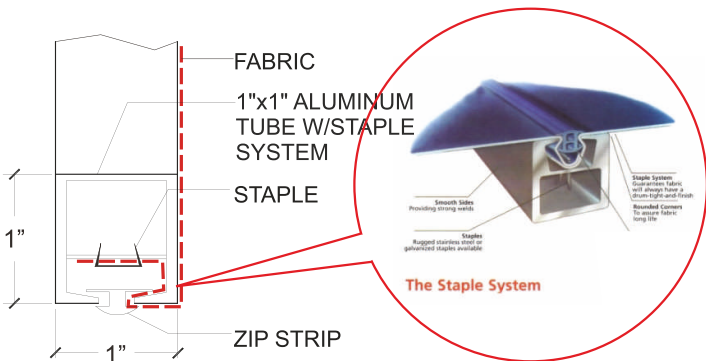 FABRIC
1"x1" ALUMINUM
TUBE W/STAPLE
SYSTEM
STAPLE
1”
1”
ZIP STRIP
Smooth Sides
Providing strong welds
Staples
Rugged stainless steel or
galvanized staples available
Staple System
Guarantees fabric
will always have a
drum-tight-and-finish
Rounded Corners
To assure fabric
long life
The Staple System